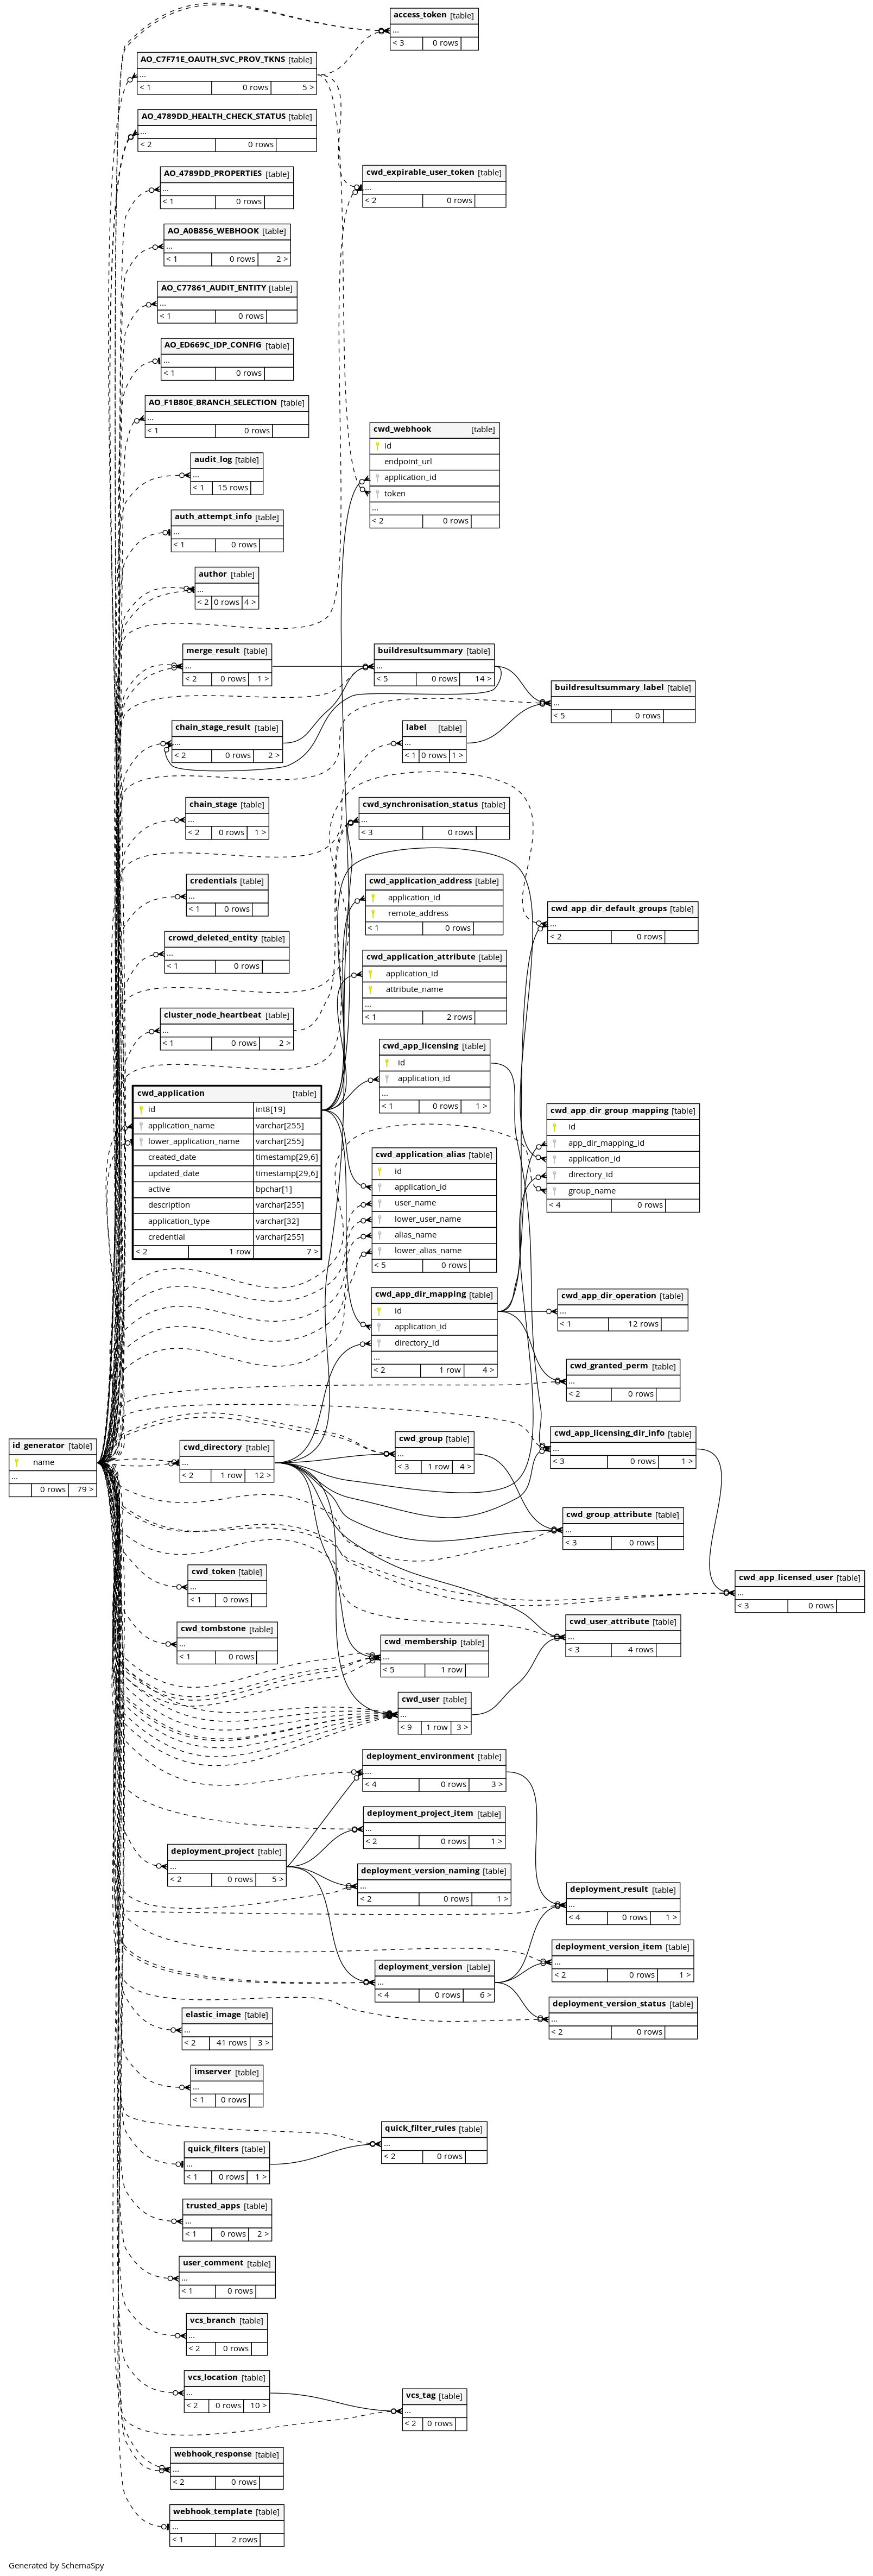 access_token [table]
...
< 3 0 rows
AO_C7F71E_OAUTH_SVC_PROV_TKNS [table]
...
< 1 0 rows 5 >
AO_4789DD_HEALTH_CHECK_STATUS [table]
...
< 2 0 rows
AO_4789DD_PROPERTIES [table]
...
< 1 0 rows
cwd_expirable_user_token [table]
...
< 2 0 rows
AO_A0B856_WEBHOOK [table]
...
< 1 0 rows 2 >
AO_C77861_AUDIT_ENTITY [table]
...
< 1 0 rows
AO_ED669C_IDP_CONFIG [table]
...
< 1 0 rows
AO_F1B80E_BRANCH_SELECTION [table]
...
< 1 0 rows
cwd_webhook [table]
id
endpoint_url
application_id
token
...
< 2 0 rows
audit_log [table]
...
< 1 15 rows
auth_attempt_info [table]
...
< 1 0 rows
author [table]
...
< 2 0 rows 4 >
merge_result [table]
...
< 2 0 rows 1 >
buildresultsummary [table]
...
< 5 0 rows 14 >
buildresultsummary_label [table]
...
< 5 0 rows
chain_stage_result [table]
...
< 2 0 rows 2 >
label [table]
...
< 1 0 rows 1 >
chain_stage [table]
...
< 2 0 rows 1 >
cwd_synchronisation_status [table]
...
< 3 0 rows
credentials [table]
...
< 1 0 rows
cwd_application_address [table]
application_id
remote_address
< 1 0 rows
cwd_app_dir_default_groups [table]
...
< 2 0 rows
crowd_deleted_entity [table]
...
< 1 0 rows
cwd_application_attribute [table]
application_id
attribute_name
...
< 1 2 rows
cluster_node_heartbeat [table]
...
< 1 0 rows 2 >
cwd_app_licensing [table]
id
application_id
...
< 1 0 rows 1 >
cwd_application [table]
id int8[19]
application_name varchar[255]
lower_application_name varchar[255]
created_date timestamp[29,6]
updated_date timestamp[29,6]
active bpchar[1]
description varchar[255]
application_type varchar[32]
credential varchar[255]
< 2 1 row 7 >
cwd_app_dir_group_mapping [table]
id
app_dir_mapping_id
application_id
directory_id
group_name
< 4 0 rows
cwd_application_alias [table]
id
application_id
user_name
lower_user_name
alias_name
lower_alias_name
< 5 0 rows
cwd_app_dir_mapping [table]
id
application_id
directory_id
...
< 2 1 row 4 >
cwd_app_dir_operation [table]
...
< 1 12 rows
cwd_granted_perm [table]
...
< 2 0 rows
id_generator [table]
name
...
0 rows 79 >
cwd_directory [table]
...
< 2 1 row 12 >
cwd_group [table]
...
< 3 1 row 4 >
cwd_app_licensing_dir_info [table]
...
< 3 0 rows 1 >
cwd_group_attribute [table]
...
< 3 0 rows
cwd_token [table]
...
< 1 0 rows
cwd_app_licensed_user [table]
...
< 3 0 rows
cwd_tombstone [table]
...
< 1 0 rows
cwd_membership [table]
...
< 5 1 row
cwd_user_attribute [table]
...
< 3 4 rows
cwd_user [table]
...
< 9 1 row 3 >
deployment_environment [table]
...
< 4 0 rows 3 >
deployment_project_item [table]
...
< 2 0 rows 1 >
deployment_project [table]
...
< 2 0 rows 5 >
deployment_version_naming [table]
...
< 2 0 rows 1 >
deployment_result [table]
...
< 4 0 rows 1 >
deployment_version_item [table]
...
< 2 0 rows 1 >
deployment_version [table]
...
< 4 0 rows 6 >
deployment_version_status [table]
...
< 2 0 rows
elastic_image [table]
...
< 2 41 rows 3 >
imserver [table]
...
< 1 0 rows
quick_filter_rules [table]
...
< 2 0 rows
quick_filters [table]
...
< 1 0 rows 1 >
trusted_apps [table]
...
< 1 0 rows 2 >
user_comment [table]
...
< 1 0 rows
vcs_branch [table]
...
< 2 0 rows
vcs_location [table]
...
< 2 0 rows 10 >
vcs_tag [table]
...
< 2 0 rows
webhook_response [table]
...
< 2 0 rows
webhook_template [table]
...
< 1 2 rows
Generated by SchemaSpy